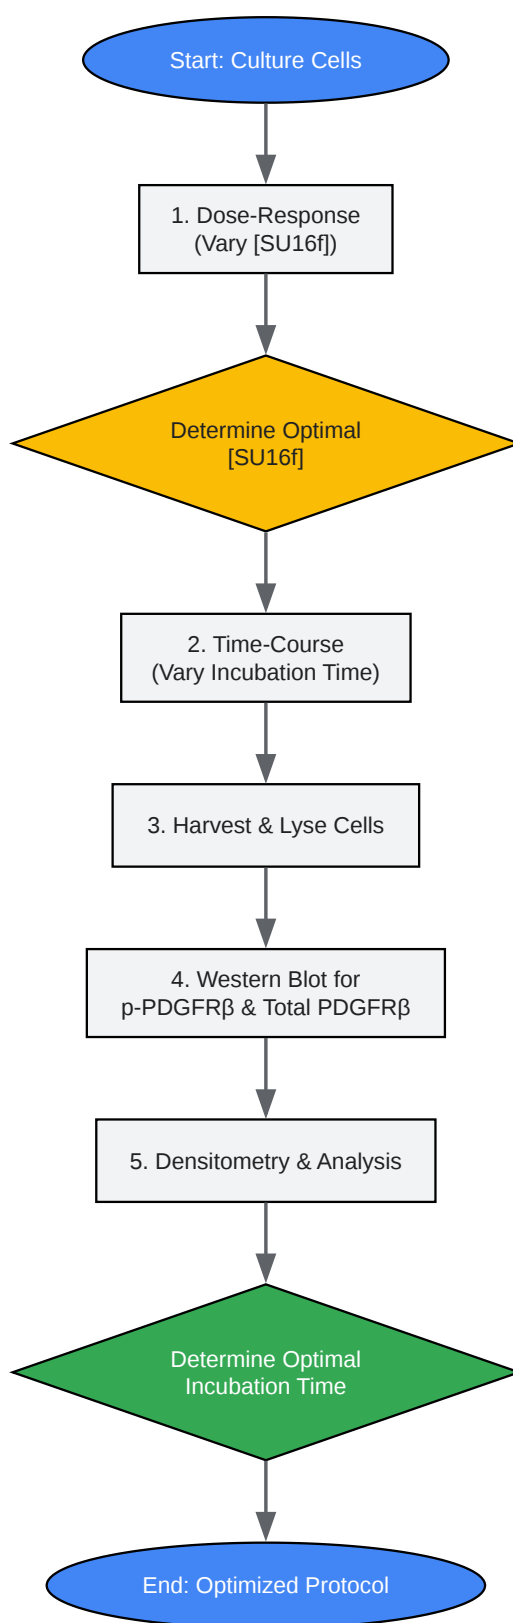 Start: Culture Cells
1. Dose-Response
(Vary [SU16f])
Determine Optimal
[SU16f]
2. Time-Course
(Vary Incubation Time)
3. Harvest & Lyse Cells
4. Western Blot for
p-PDGFRβ & Total PDGFRβ
5. Densitometry & Analysis
Determine Optimal
Incubation Time
End: Optimized Protocol